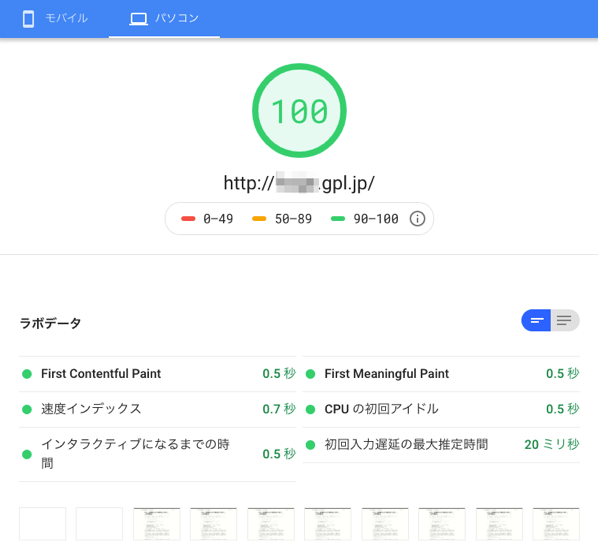 モバイル
パソコン
100
http://.gpl.jp/
0–49
50–89
90–100
ラボデータ
First Contentful Paint
0.5 秒
First Meaningful Paint
0.5 秒
速度インデックス
0.7 秒
CPU の初回アイドル
0.5 秒
インタラクティブになるまでの時
間
0.5 秒
初回入力遅延の最大推定時間
20 ミリ秒